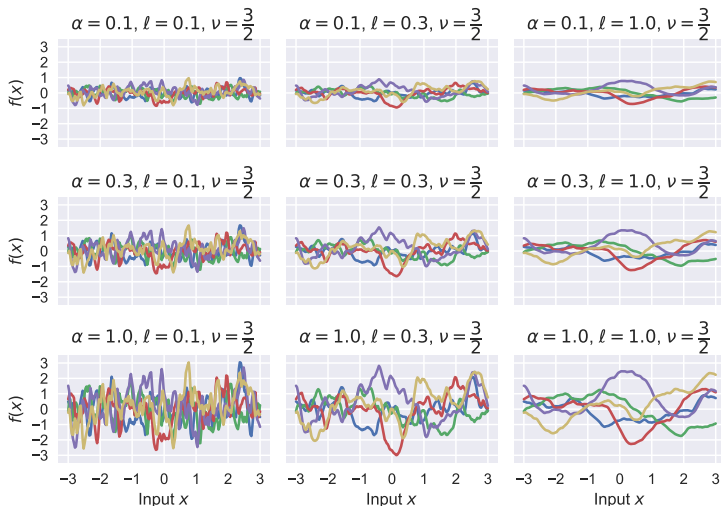 α = 0.1, ℓ = 0.1, ν = 3/2
α = 0.1, ℓ = 0.3, ν = 3/2
α = 0.1, ℓ = 1.0, ν = 3/2
3
2
1
0
−1
−2
−3
f(x)
α = 0.3, ℓ = 0.1, ν = 3/2
α = 0.3, ℓ = 0.3, ν = 3/2
α = 0.3, ℓ = 1.0, ν = 3/2
3
2
1
0
−1
−2
−3
f(x)
α = 1.0, ℓ = 0.1, ν = 3/2
α = 1.0, ℓ = 0.3, ν = 3/2
α = 1.0, ℓ = 1.0, ν = 3/2
3
2
1
0
−1
−2
−3
f(x)
−3 −2 −1 0 1 2 3
−3 −2 −1 0 1 2 3
−3 −2 −1 0 1 2 3
Input x
Input x
Input x